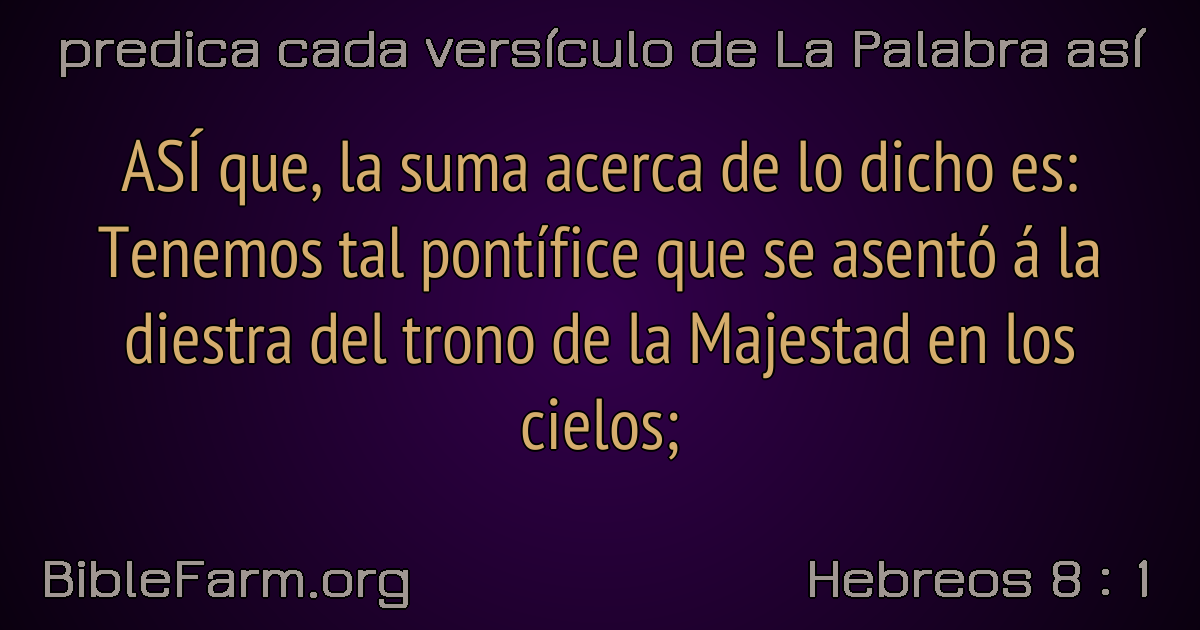 predica cada versículo de La Palabra así
ASÍ que, la suma acerca de lo dicho es:
Tenemos tal pontífice que se asentó á la
diestra del trono de la Majestad en los
cielos;
BibleFarm.org
Hebreos 8 : 1